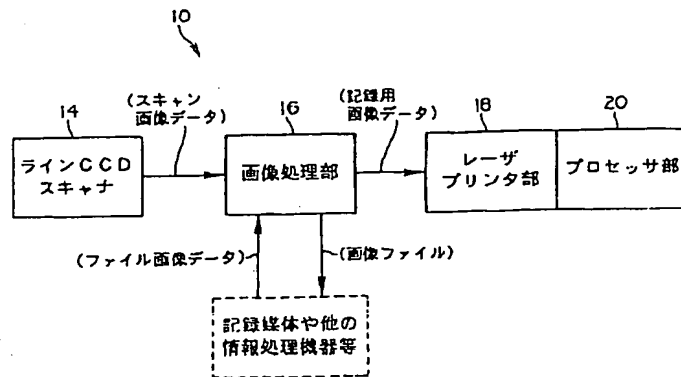 10
(スキャン
画像データ)
(記録用
画像データ)
14
16
18
20
ラインCCD
スキャナ
画像処理部
レーザ
プリンタ部
プロセッサ部
(ファイル画像データ)
(画像ファイル)
記録媒体や他の
情報処理機器等